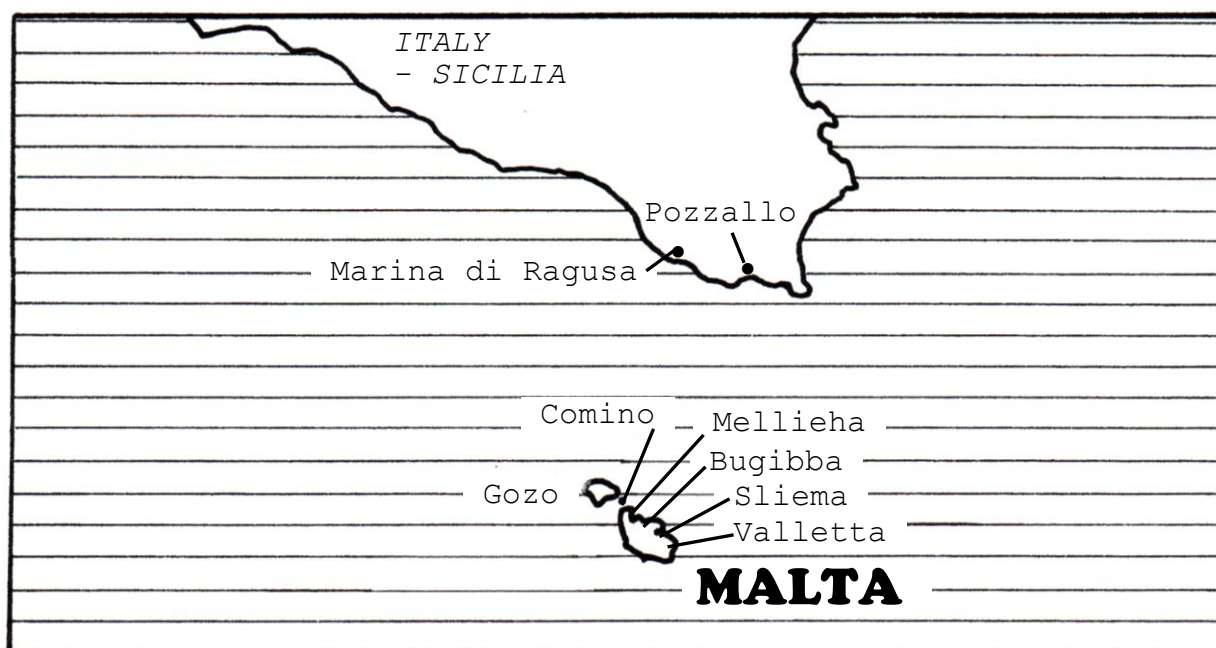 ITALY
- SICILIA
Pozzallo
Marina di Ragusa
Comino
Mellieha
Bugibba
Gozo
Sliema
Valletta
MALTA